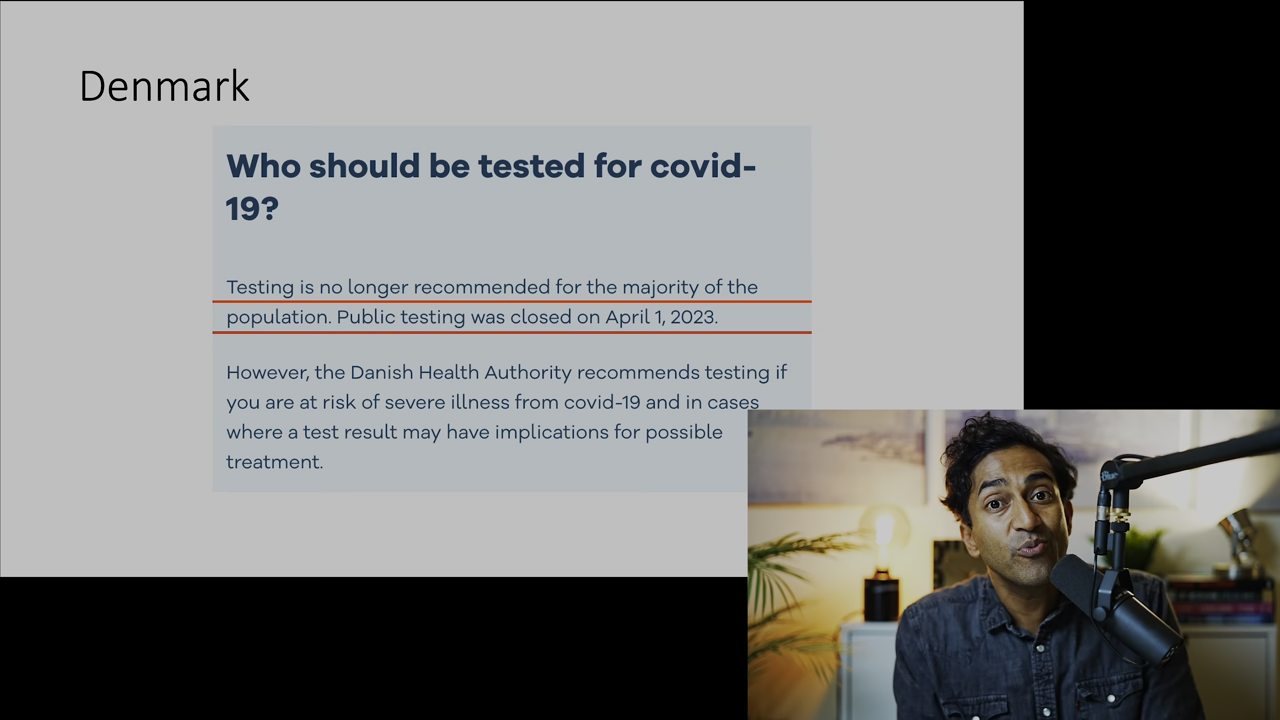 Denmark
Who should be tested for covid-
19?
Testing is no longer recommended for the majority of the
population. Public testing was closed on April 1, 2023.
However, the Danish Health Authority recommends testing if
you are at risk of severe illness from covid-19 and in cases
where a test result may have implications for possible
treatment.